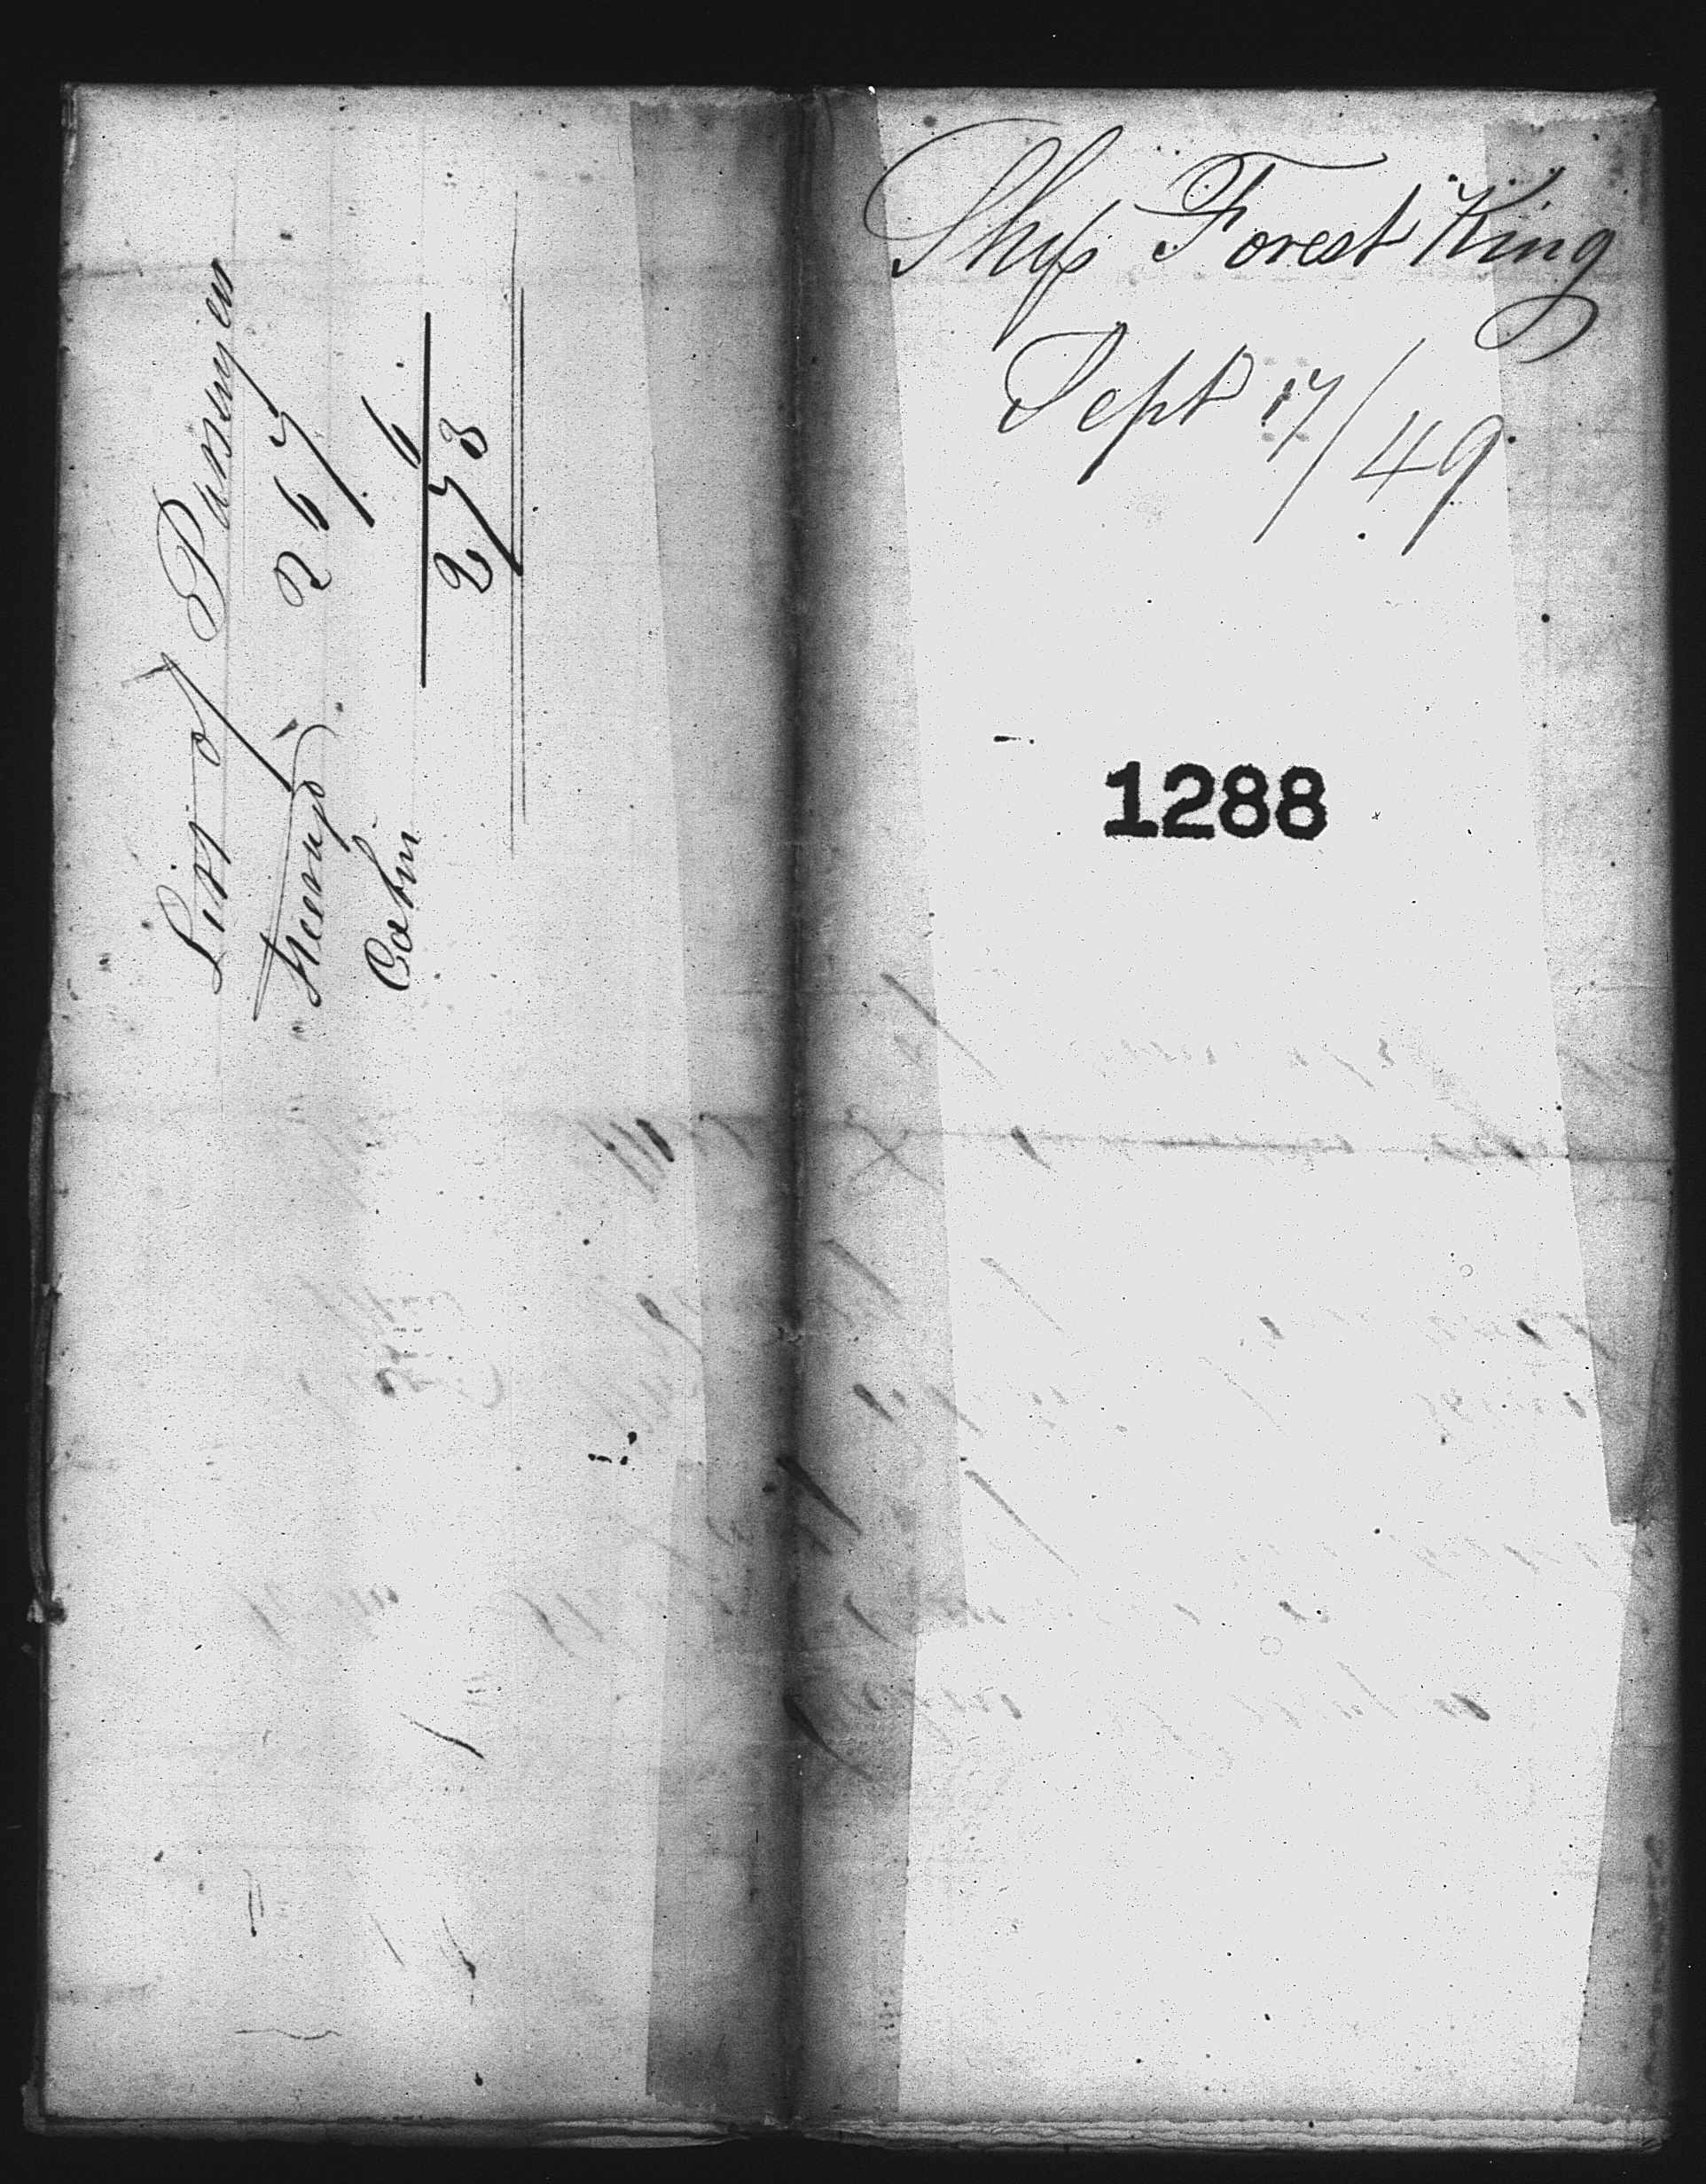 List of Passengers
Steerage 267
Cabin 6
273
Ship Forest King
Sept 17/49
1288